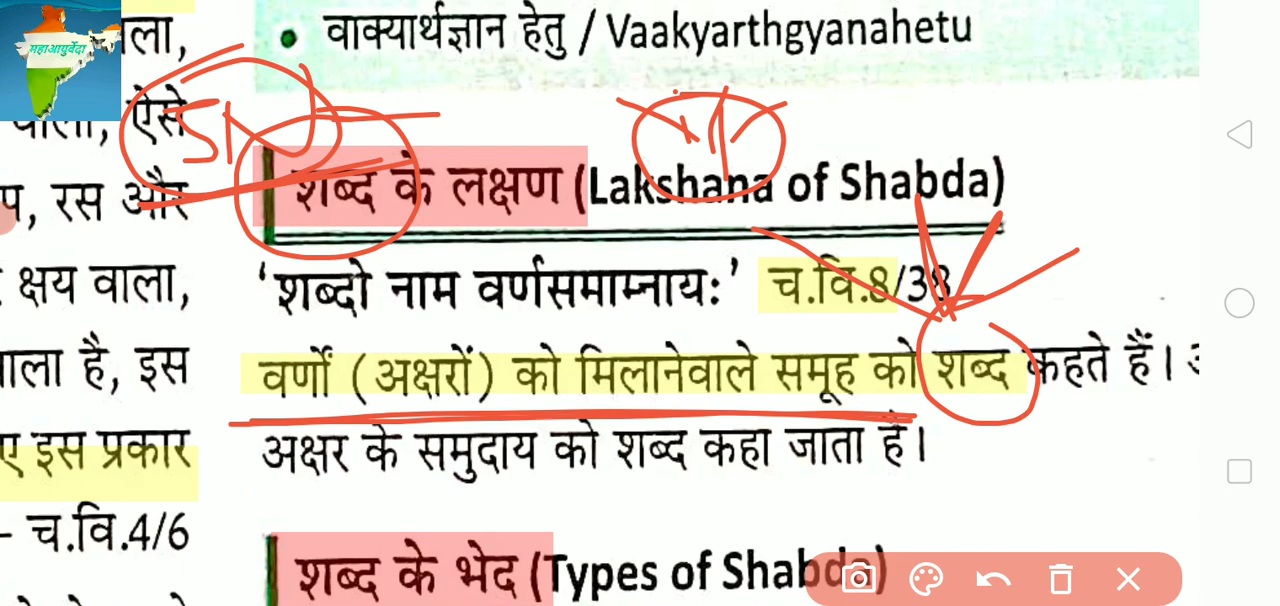 महाआयुर्वेदा
ला,
ऐसे
प, रस और
क्षय वाला,
ाला है, इस
ए इस प्रकार
– च.वि.4/6
• वाक्यार्थज्ञान हेतु / Vaakyarthgyanahetu
शब्द के लक्षण (Lakshana of Shabda)
‘शब्दो नाम वर्णसमाम्नायः’ च.वि.8/38
वर्णों (अक्षरों) को मिलानेवाले समूह को शब्द कहते हैं।
अक्षर के समुदाय को शब्द कहा जाता है।
शब्द के भेद (Types of Shabda)